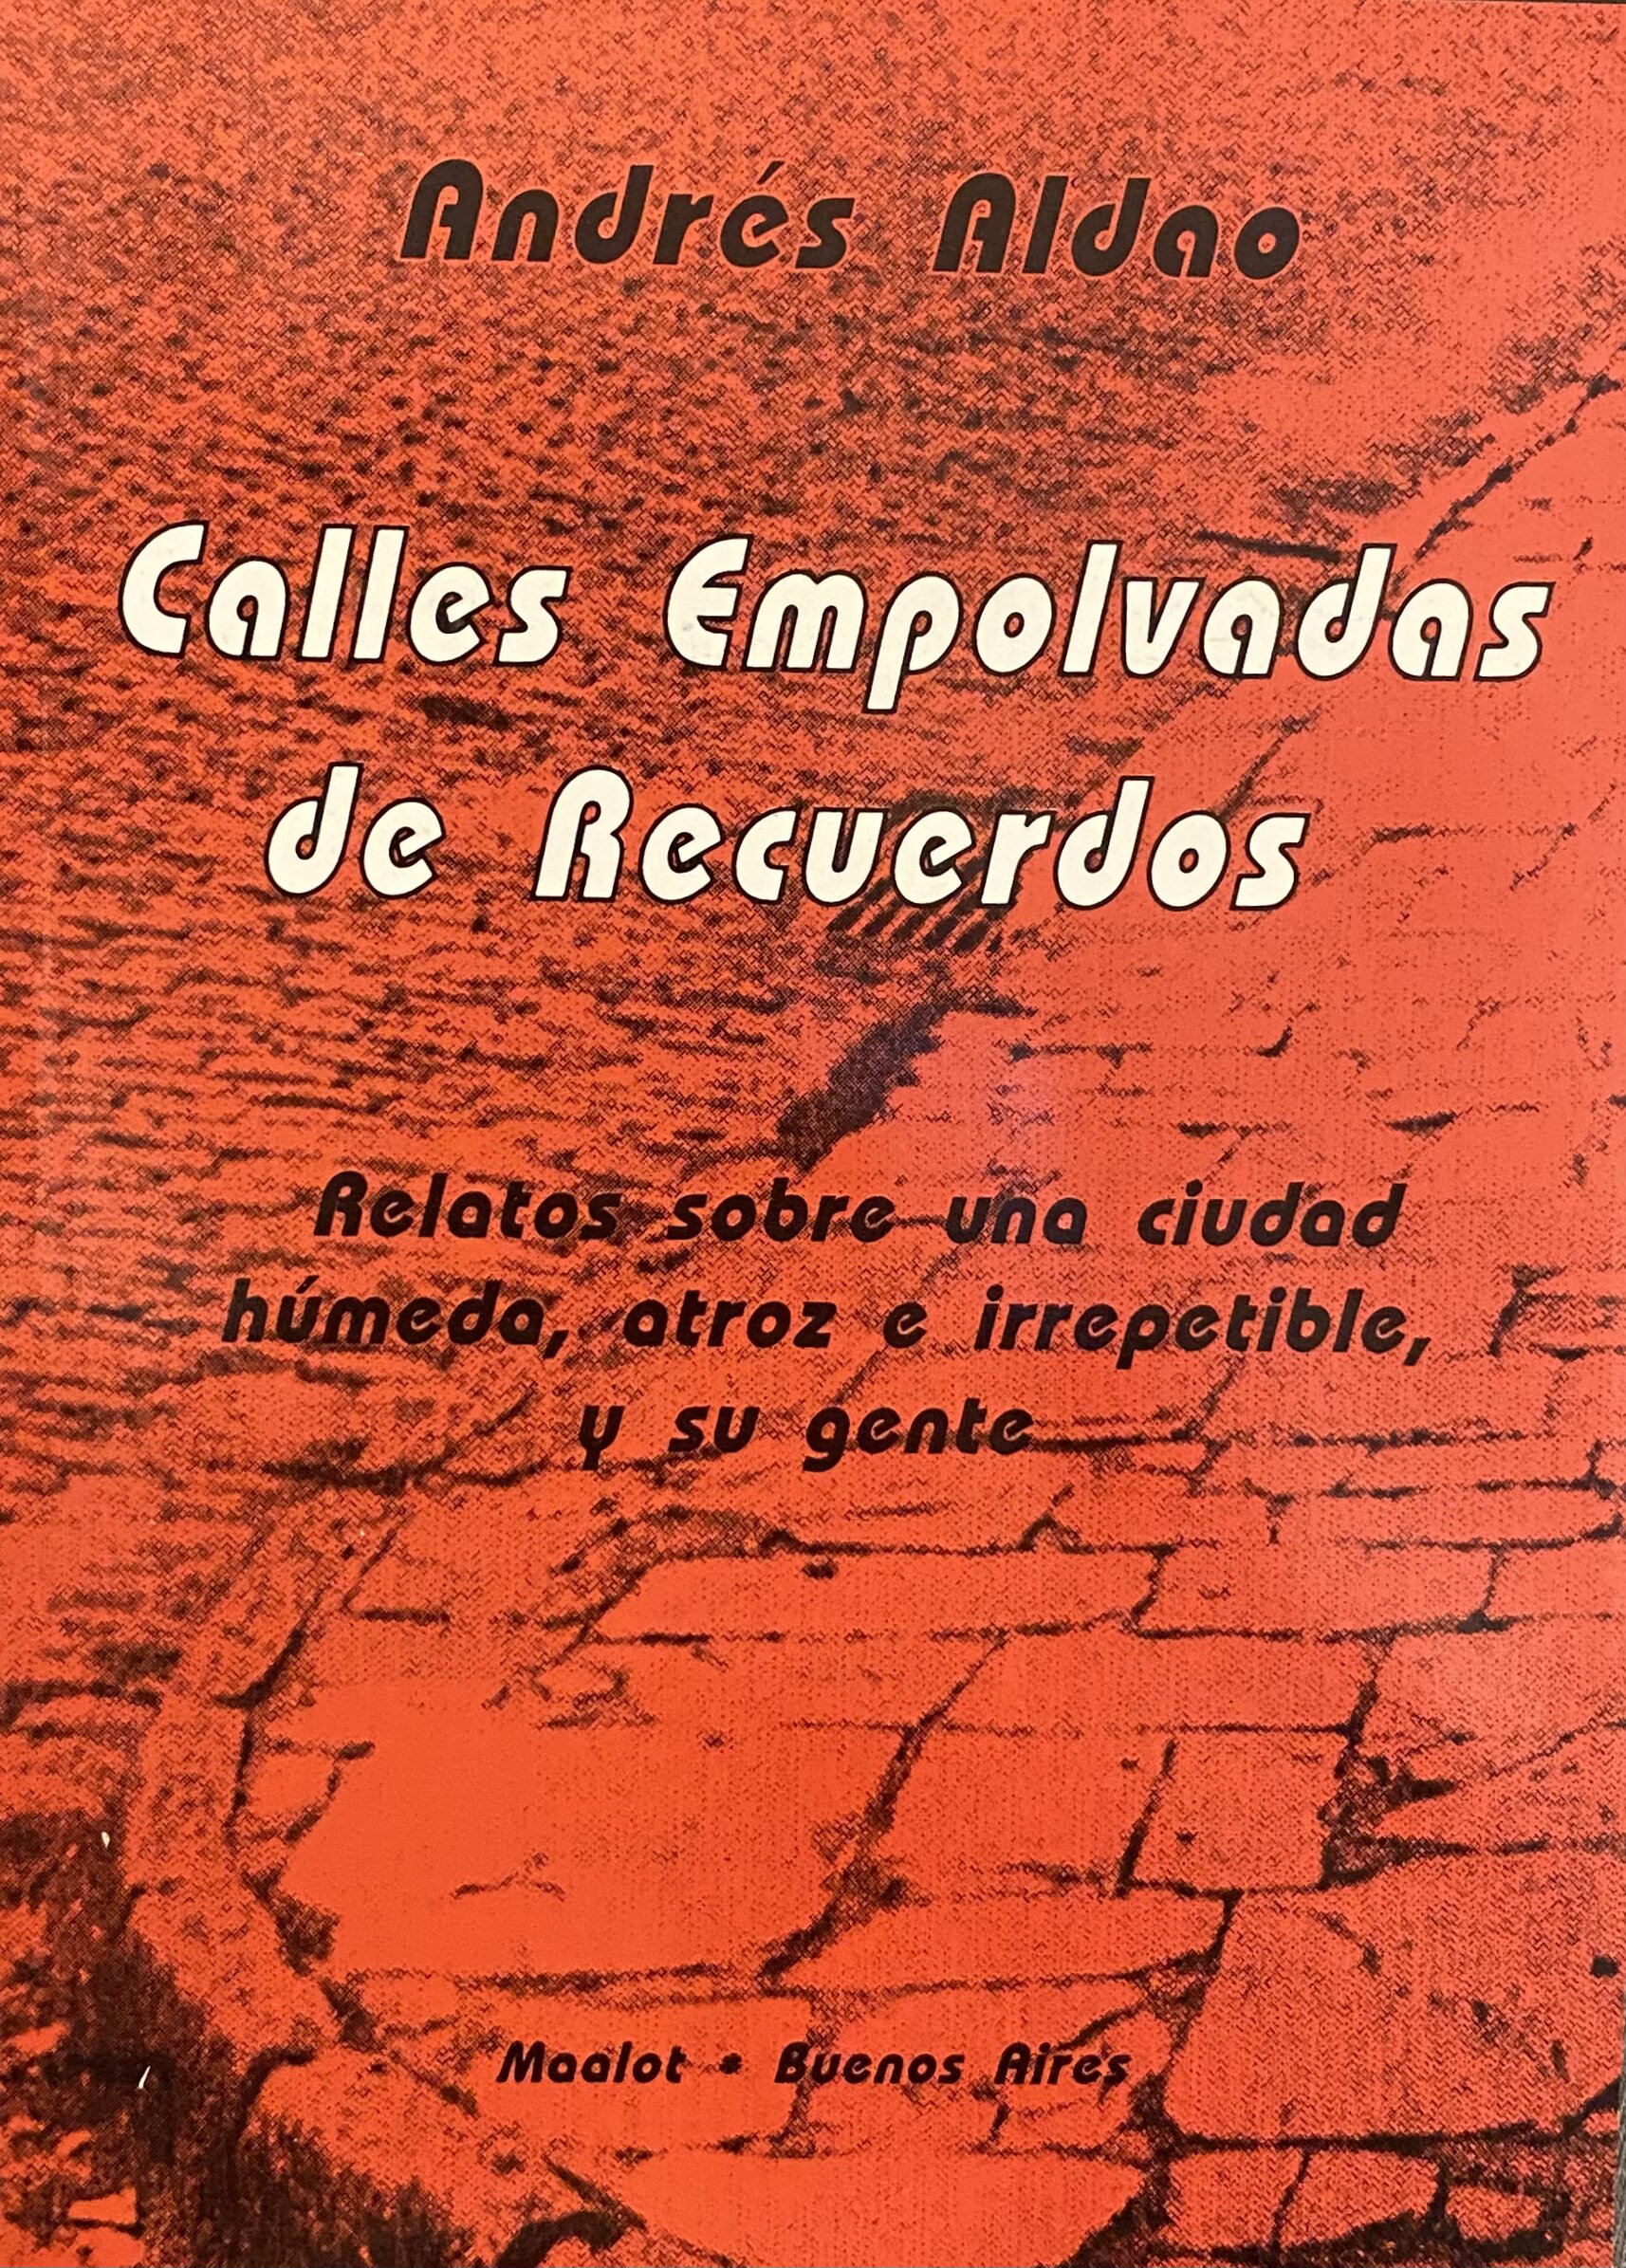 Andrés Aldao
Calles Empolvadas
de Recuerdos
Relatos sobre una ciudad
húmeda, atroz e irrepetible,
y su gente
Maalot • Buenos Aires